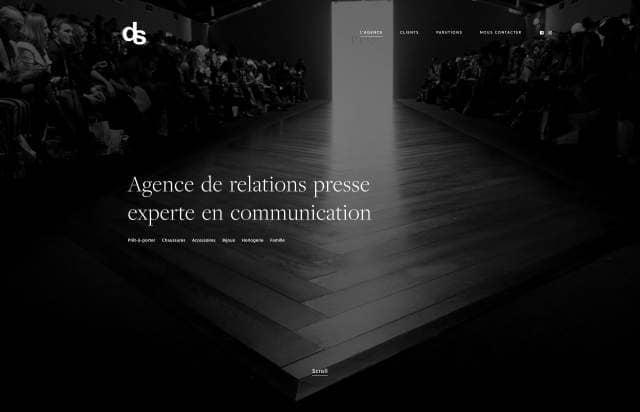 ds
L'AGENCE
CLIENTS
PARUTIONS
NOUS CONTACTER
Agence de relations presse
experte en communication
Prêt-à-porter Chaussures Accessoires Bijoux Horlogerie Famille
Scroll